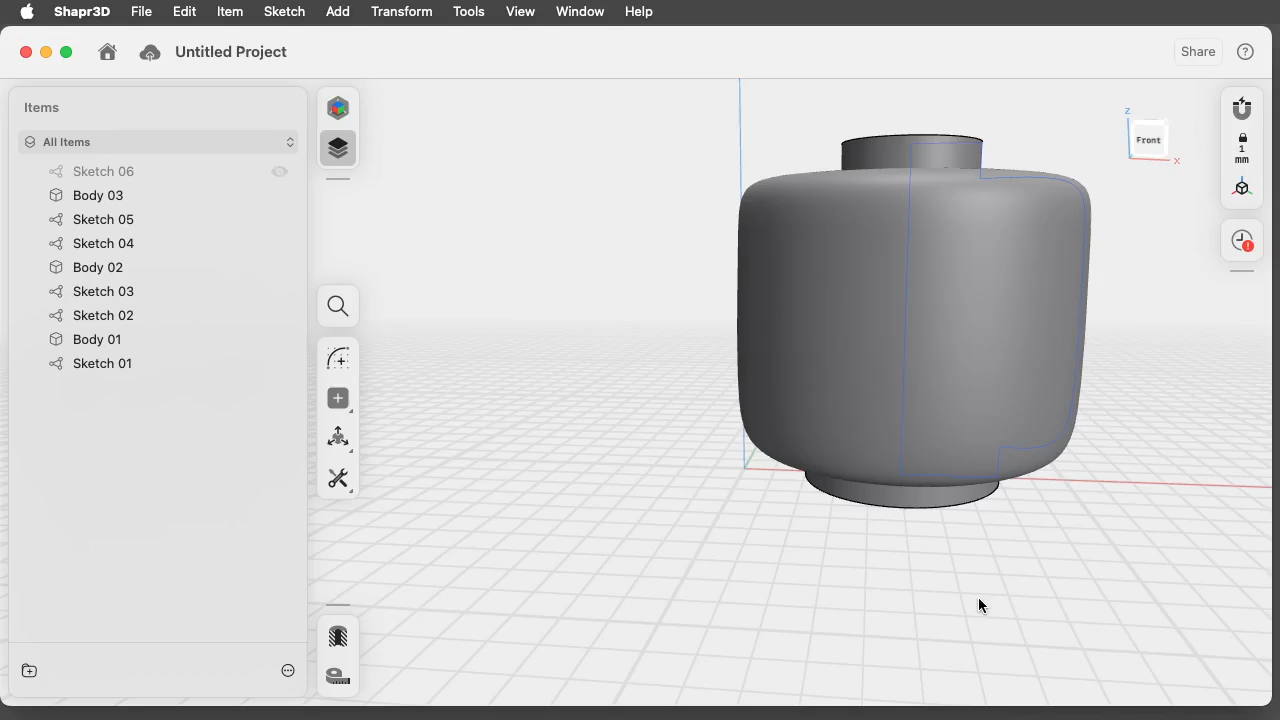 Shapr3D File Edit Item Sketch Add Transform Tools View Window Help
Untitled Project
Share
?
Items
All Items
Sketch 06
Body 03
Sketch 05
Sketch 04
Body 02
Sketch 03
Sketch 02
Body 01
Sketch 01
Z
Front
X
1
mm